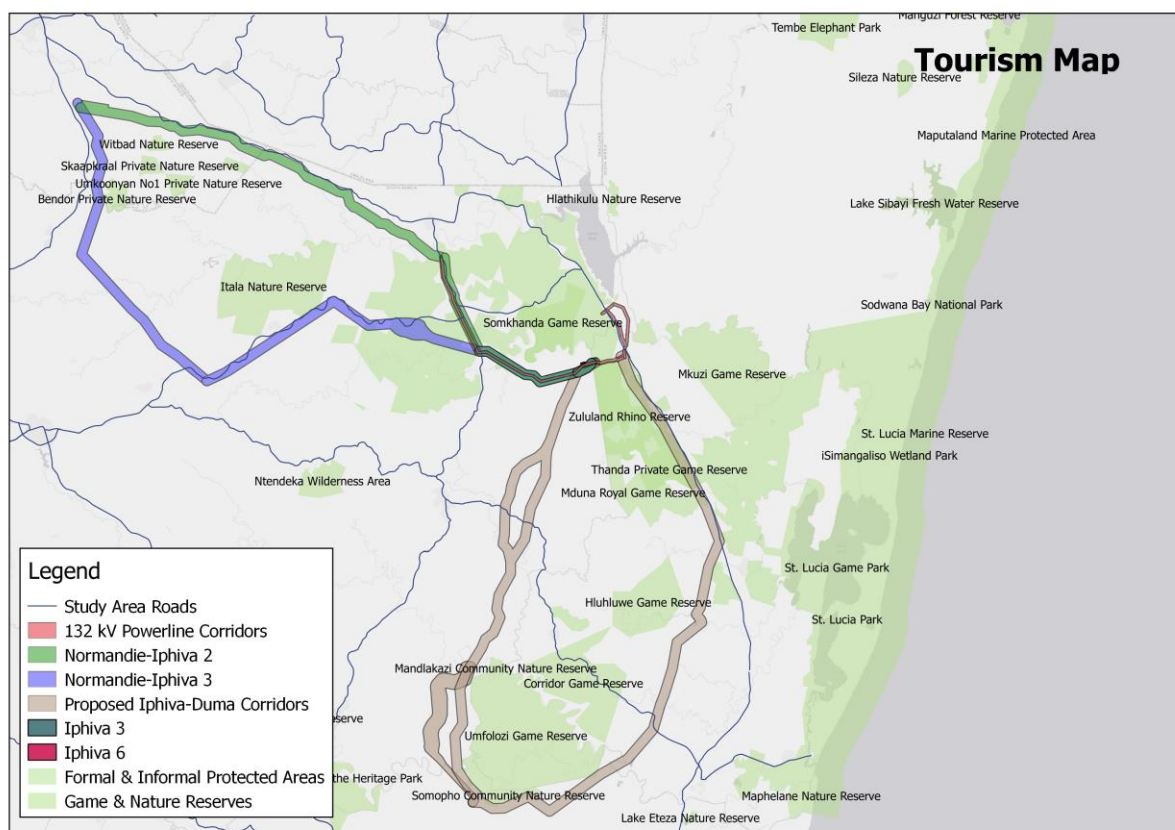 Manguzi Forest Reserve
Tembe Elephant Park
Tourism Map
Sileza Nature Reserve
Maputaland Marine Protected Area
Witbad Nature Reserve
Skaapkraal Private Nature Reserve
Umkoonyan No1 Private Nature Reserve
Bendor Private Nature Reserve
Hlathikulu Nature Reserve
Lake Sibayi Fresh Water Reserve
Itala Nature Reserve
Sodwana Bay National Park
Somkhanda Game Reserve
Mkuzi Game Reserve
Zululand Rhino Reserve
St. Lucia Marine Reserve
iSimangaliso Wetland Park
Thanda Private Game Reserve
Ntendeka Wilderness Area
Mduna Royal Game Reserve
St. Lucia Game Park
Hluhluwe Game Reserve
St. Lucia Park
Mandlakazi Community Nature Reserve
Corridor Game Reserve
Umfolozi Game Reserve
the Heritage Park
Somopho Community Nature Reserve
Maphelane Nature Reserve
Lake Eteza Nature Reserve
Legend
Study Area Roads
132 kV Powerline Corridors
Normandie-Iphiva 2
Normandie-Iphiva 3
Proposed Iphiva-Duma Corridors
Iphiva 3
Iphiva 6
Formal & Informal Protected Areas
Game & Nature Reserves